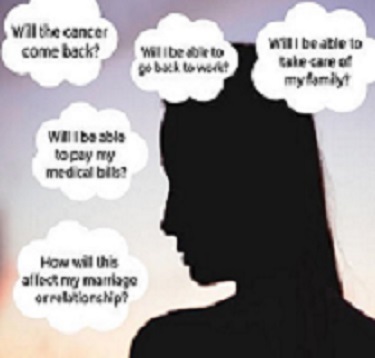 Will the cancer
come back?
Will I be able to
go back to work?
Will I be able to
take care of
my family?
Will I be able
to pay my
medical bills?
How will this
affect my marriage
or relationship?